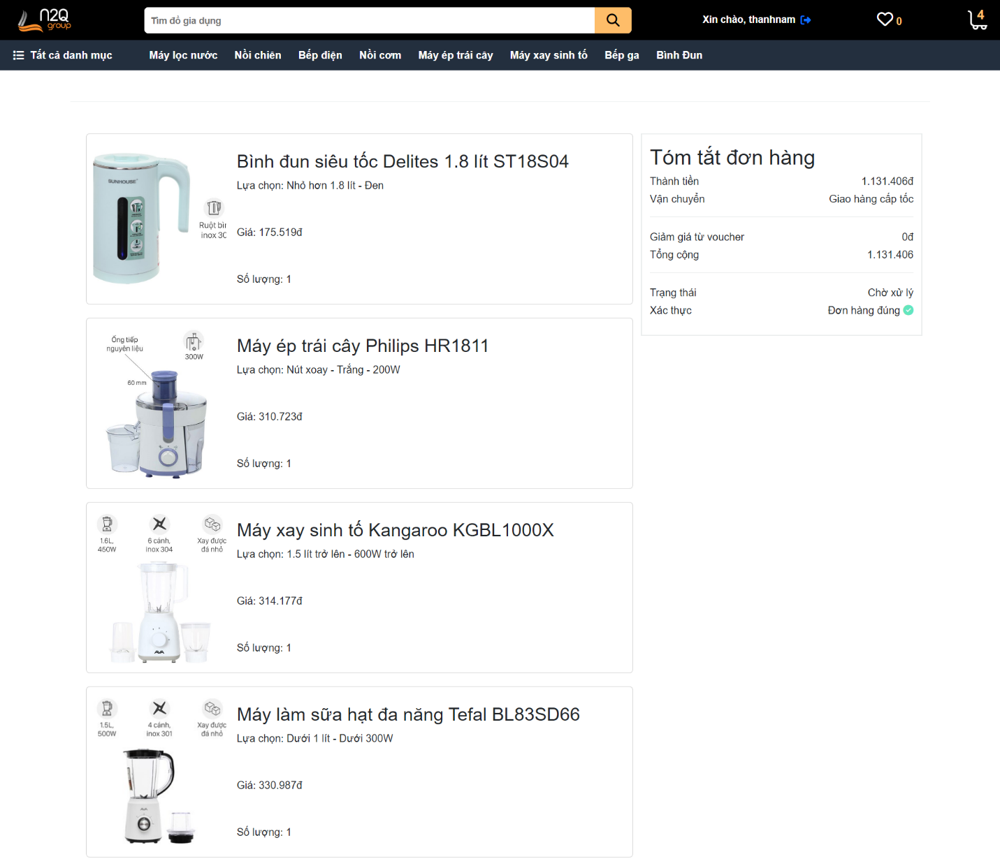 n2Q
group
Tìm đồ gia dụng
Xin chào, thanhnam
0
4
Tất cả danh mục
Máy lọc nước
Nồi chiên
Bếp điện
Nồi cơm
Máy ép trái cây
Máy xay sinh tố
Bếp ga
Bình Đun
SUNHOUSE
Ruột bìn
inox 30
Bình đun siêu tốc Delites 1.8 lít ST18S04
Lựa chọn: Nhỏ hơn 1.8 lít - Đen
Giá: 175.519đ
Số lượng: 1
Tóm tắt đơn hàng
Thành tiền 1.131.406đ
Vận chuyển Giao hàng cấp tốc
Giảm giá từ voucher 0đ
Tổng cộng 1.131.406
Trạng thái Chờ xử lý
Xác thực Đơn hàng đúng
Ống tiếp
nguyên liệu
300W
60 mm
Máy ép trái cây Philips HR1811
Lựa chọn: Nút xoay - Trắng - 200W
Giá: 310.723đ
Số lượng: 1
1.6L,
450W
6 cánh,
inox 304
Xay được
đá nhỏ
AVA
Máy xay sinh tố Kangaroo KGBL1000X
Lựa chọn: 1.5 lít trở lên - 600W trở lên
Giá: 314.177đ
Số lượng: 1
1.5L,
500W
4 cánh,
inox 301
Xay được
đá nhỏ
AVA
Máy làm sữa hạt đa năng Tefal BL83SD66
Lựa chọn: Dưới 1 lít - Dưới 300W
Giá: 330.987đ
Số lượng: 1